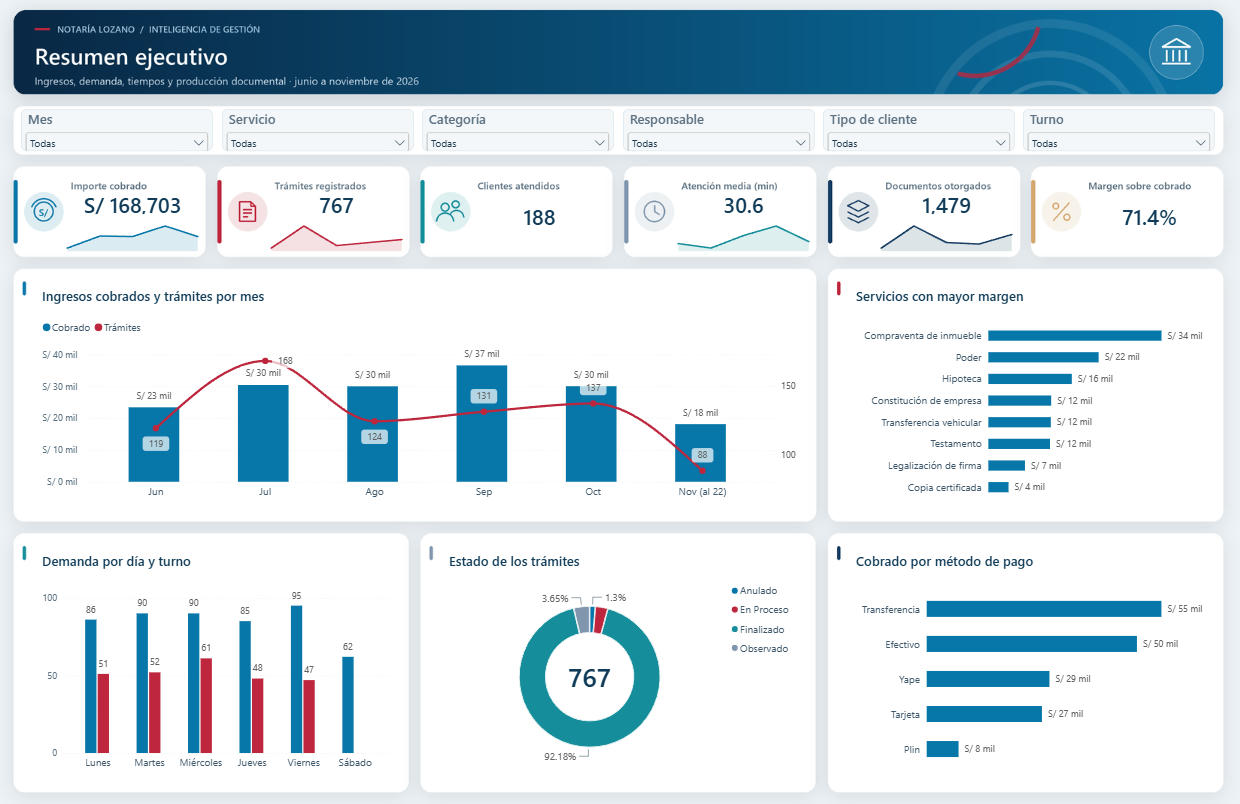 NOTARÍA LOZANO / INTELIGENCIA DE GESTIÓN
Resumen ejecutivo
Ingresos, demanda, tiempos y producción documental · junio a noviembre de 2026
Mes
Todas
Servicio
Todas
Categoría
Todas
Responsable
Todas
Tipo de cliente
Todas
Turno
Todas
Importe cobrado
S/
S/ 168,703
Trámites registrados
767
Clientes atendidos
188
Atención media (min)
30.6
Documentos otorgados
1,479
Margen sobre cobrado
%
71.4%
Ingresos cobrados y trámites por mes
Cobrado Trámites
S/ 40 mil
S/ 30 mil
S/ 20 mil
S/ 10 mil
S/ 0 mil
S/ 23 mil
S/ 30 mil
S/ 30 mil
S/ 37 mil
S/ 30 mil
S/ 18 mil
119
168
124
131
137
88
150
100
Jun
Jul
Ago
Sep
Oct
Nov (al 22)
Servicios con mayor margen
Compraventa de inmueble S/ 34 mil
Poder S/ 22 mil
Hipoteca S/ 16 mil
Constitución de empresa S/ 12 mil
Transferencia vehicular S/ 12 mil
Testamento S/ 12 mil
Legalización de firma S/ 7 mil
Copia certificada S/ 4 mil
Demanda por día y turno
100
50
0
86
51
90
52
90
61
85
48
95
47
62
Lunes
Martes
Miércoles
Jueves
Viernes
Sábado
Estado de los trámites
3.65%
1.3%
767
92.18%
Anulado
En Proceso
Finalizado
Observado
Cobrado por método de pago
Transferencia S/ 55 mil
Efectivo S/ 50 mil
Yape S/ 29 mil
Tarjeta S/ 27 mil
Plin S/ 8 mil